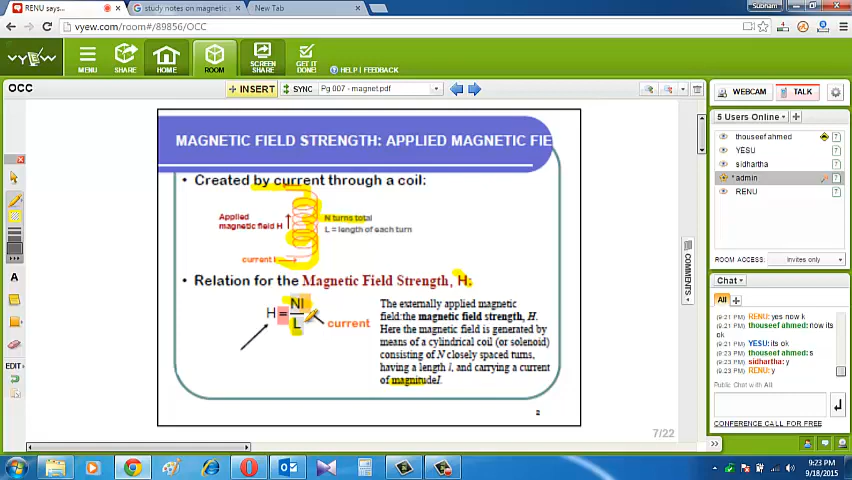 RENU says...
study notes on magnetic
New Tab
Subham
vyew.com/room#/89856/OCC
VYEW
MENU
SHARE
HOME
ROOM
SCREEN
SHARE
GET IT
DONE!
HELP | FEEDBACK
OCC
INSERT
SYNC
Pg 007 - magnet.pdf
WEBCAM
TALK
5 Users Online
thouseef ahmed
YESU
sidhartha
*admin
RENU
ROOM ACCESS:
Invites only
COMMENTS
Chat
All
RENU: yes now k
(9:21 PM)
thouseef ahmed: now its
(9:21 PM)
ok
YESU: its ok
(9:21 PM)
thouseef ahmed: s
(9:23 PM)
sidhartha: y
(9:23 PM)
RENU: y
(9:21 PM)
Public Chat with All
CONFERENCE CALL FOR FREE
A
EDIT
MAGNETIC FIELD STRENGTH: APPLIED MAGNETIC FIE
• Created by current through a coil:
Applied
magnetic field H
N turns total
L = length of each turn
current I
• Relation for the Magnetic Field Strength, H:
H = NI
L
current
The externally applied magnetic
field:the magnetic field strength, H.
Here the magnetic field is generated by
means of a cylindrical coil (or solenoid)
consisting of N closely spaced turns,
having a length l, and carrying a current
of magnitudeI.
2
7/22
9:23 PM
9/18/2015